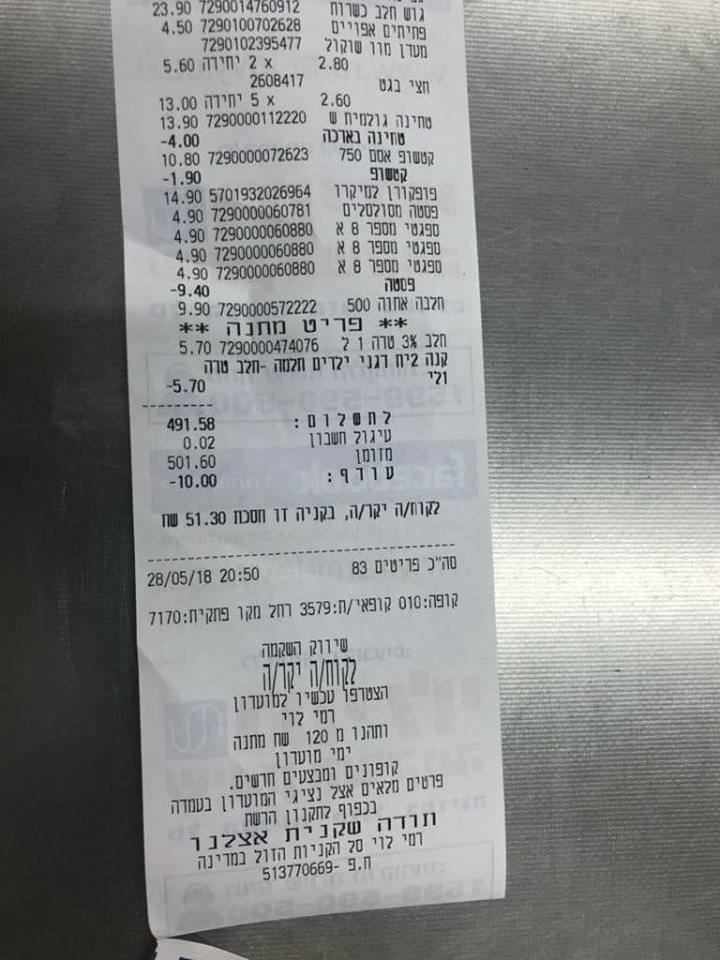 גוש חלב כשרות 7290014760912 23.90
פתיתים אפויים 7290100702628 4.50
מעדן מוו שוקול 7290102395477
2.80 x 2 יחידה 5.60
חצי בגט 2608417
2.60 x 5 יחידה 13.00
טחינה גולמית ש 7290000112220 13.90
טחינה בארכה -4.00
קטשופ אסם 750 7290000072623 10.80
קטשופ -1.90
פופקורן למיקרו 5701932026964 14.90
פסטה מסולסלים 7290000060781 4.90
ספגטי מספר 8 א 7290000060880 4.90
ספגטי מספר 8 א 7290000060880 4.90
ספגטי מספר 8 א 7290000060880 4.90
פסטה -9.40
חלבה אחוה 500 7290000572222 9.90
** פריט מתנה **
חלב 3% טרה 1 ל 7290000474076 5.70
קנה 2יח דגני ילדים תלמה -חלב טרה
ולי -5.70
לתשלום: 491.58
עיגול חשבון 0.02
מזומן 501.60
עודף: -10.00
לקוח/ה יקר/ה, בקניה זו חסכת 51.30 שח
סה"כ פריטים 83 28/05/18 20:50
קופה:010 קופאי/ת:3579 רחל מקו פתקית:7170
שיווק השקמה
לקוח/ה יקר/ה
הצטרפו עכשיו למועדון
רמי לוי
ותהנו מ 120 שח מתנה
ימי מועדון
קופונים ומבצעים חדשים.
פרטים מלאים אצל נציגי המועדון בעמדה
בכפוף לתקנון הרשת
תודה שקנית אצלנו
רמי לוי סל הקניות הזול במדינה
ח.פ -513770669